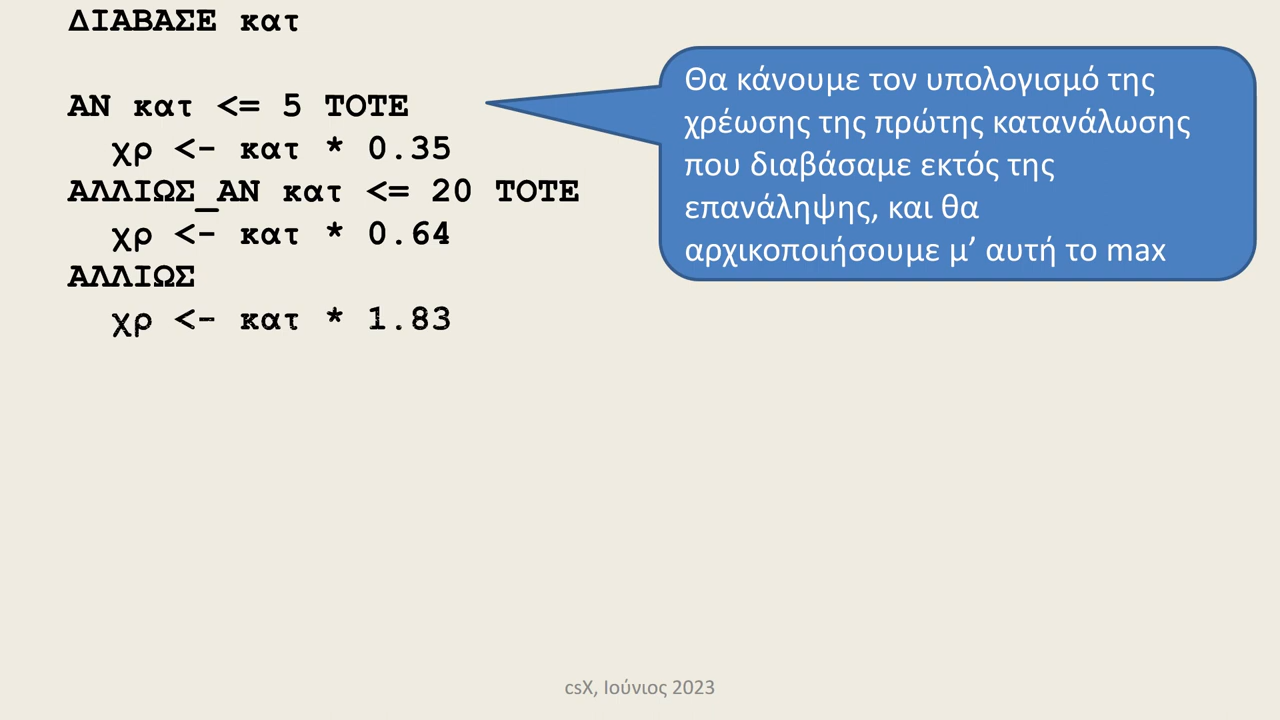 ΔΙΑΒΑΣΕ κατ
ΑΝ κατ <= 5 ΤΟΤΕ
χρ <- κατ * 0.35
ΑΛΛΙΩΣ_ΑΝ κατ <= 20 ΤΟΤΕ
χρ <- κατ * 0.64
ΑΛΛΙΩΣ
χρ <- κατ * 1.83
Θα κάνουμε τον υπολογισμό της
χρέωσης της πρώτης κατανάλωσης
που διαβάσαμε εκτός της
επανάληψης, και θα
αρχικοποιήσουμε μ’ αυτή το max
csX, Ιούνιος 2023